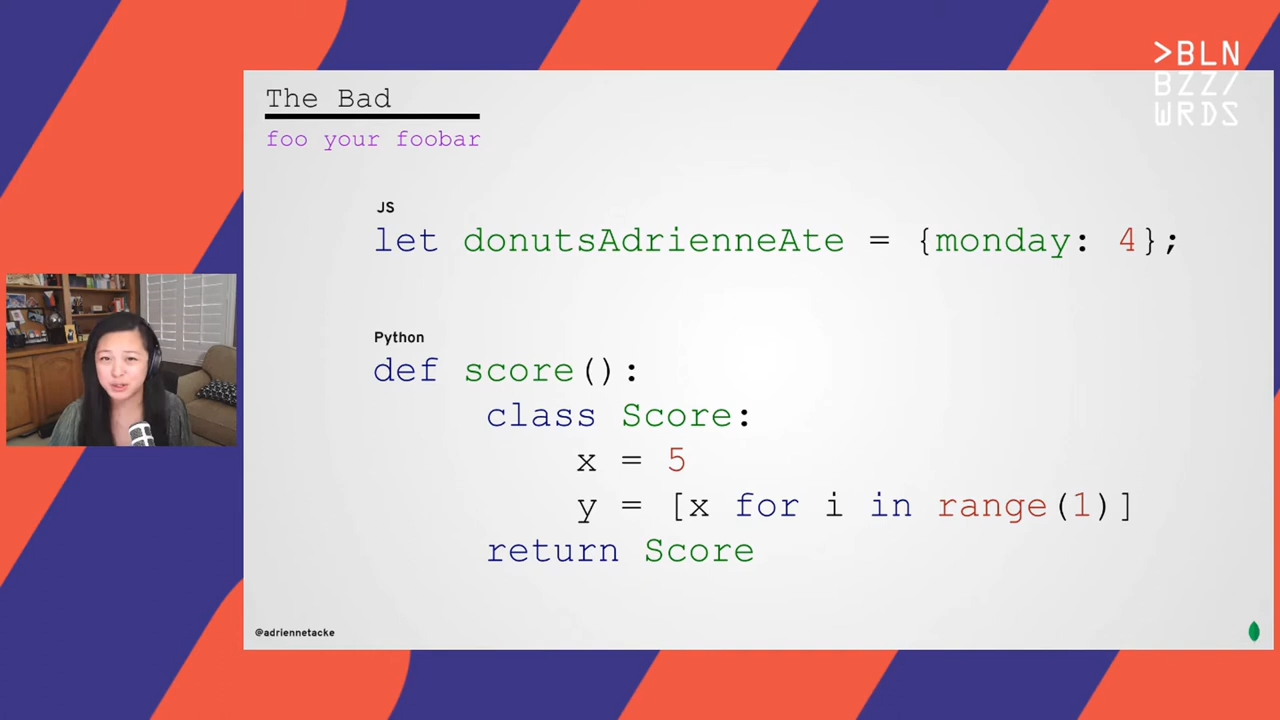 >BLN
BZZ/
WRDS
The Bad
foo your foobar
JS
let donutsAdrienneAte = {monday: 4};
Python
def score():
class Score:
x = 5
y = [x for i in range(1)]
return Score
@adriennetacke